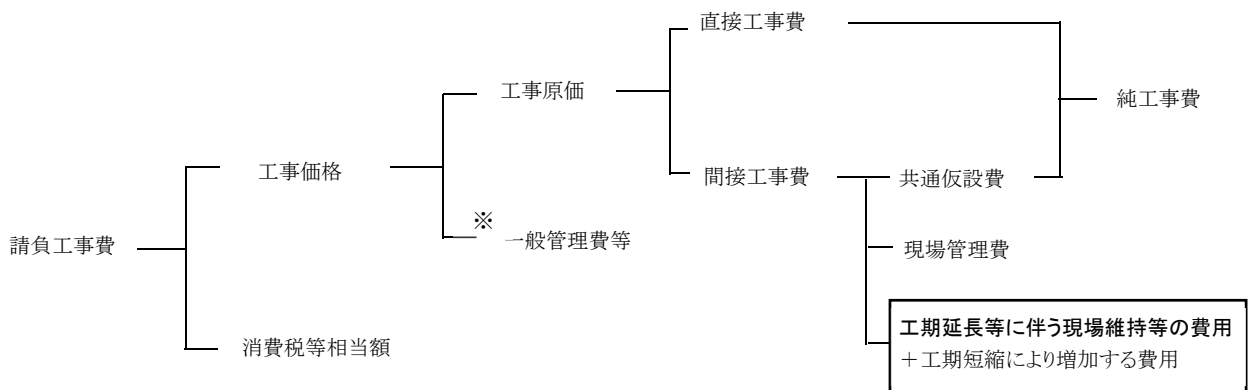 直接工事費
工事原価
純工事費
工事価格
間接工事費
共通仮設費
※
一般管理費等
請負工事費
現場管理費
工期延長等に伴う現場維持等の費用
＋工期短縮により増加する費用
消費税等相当額